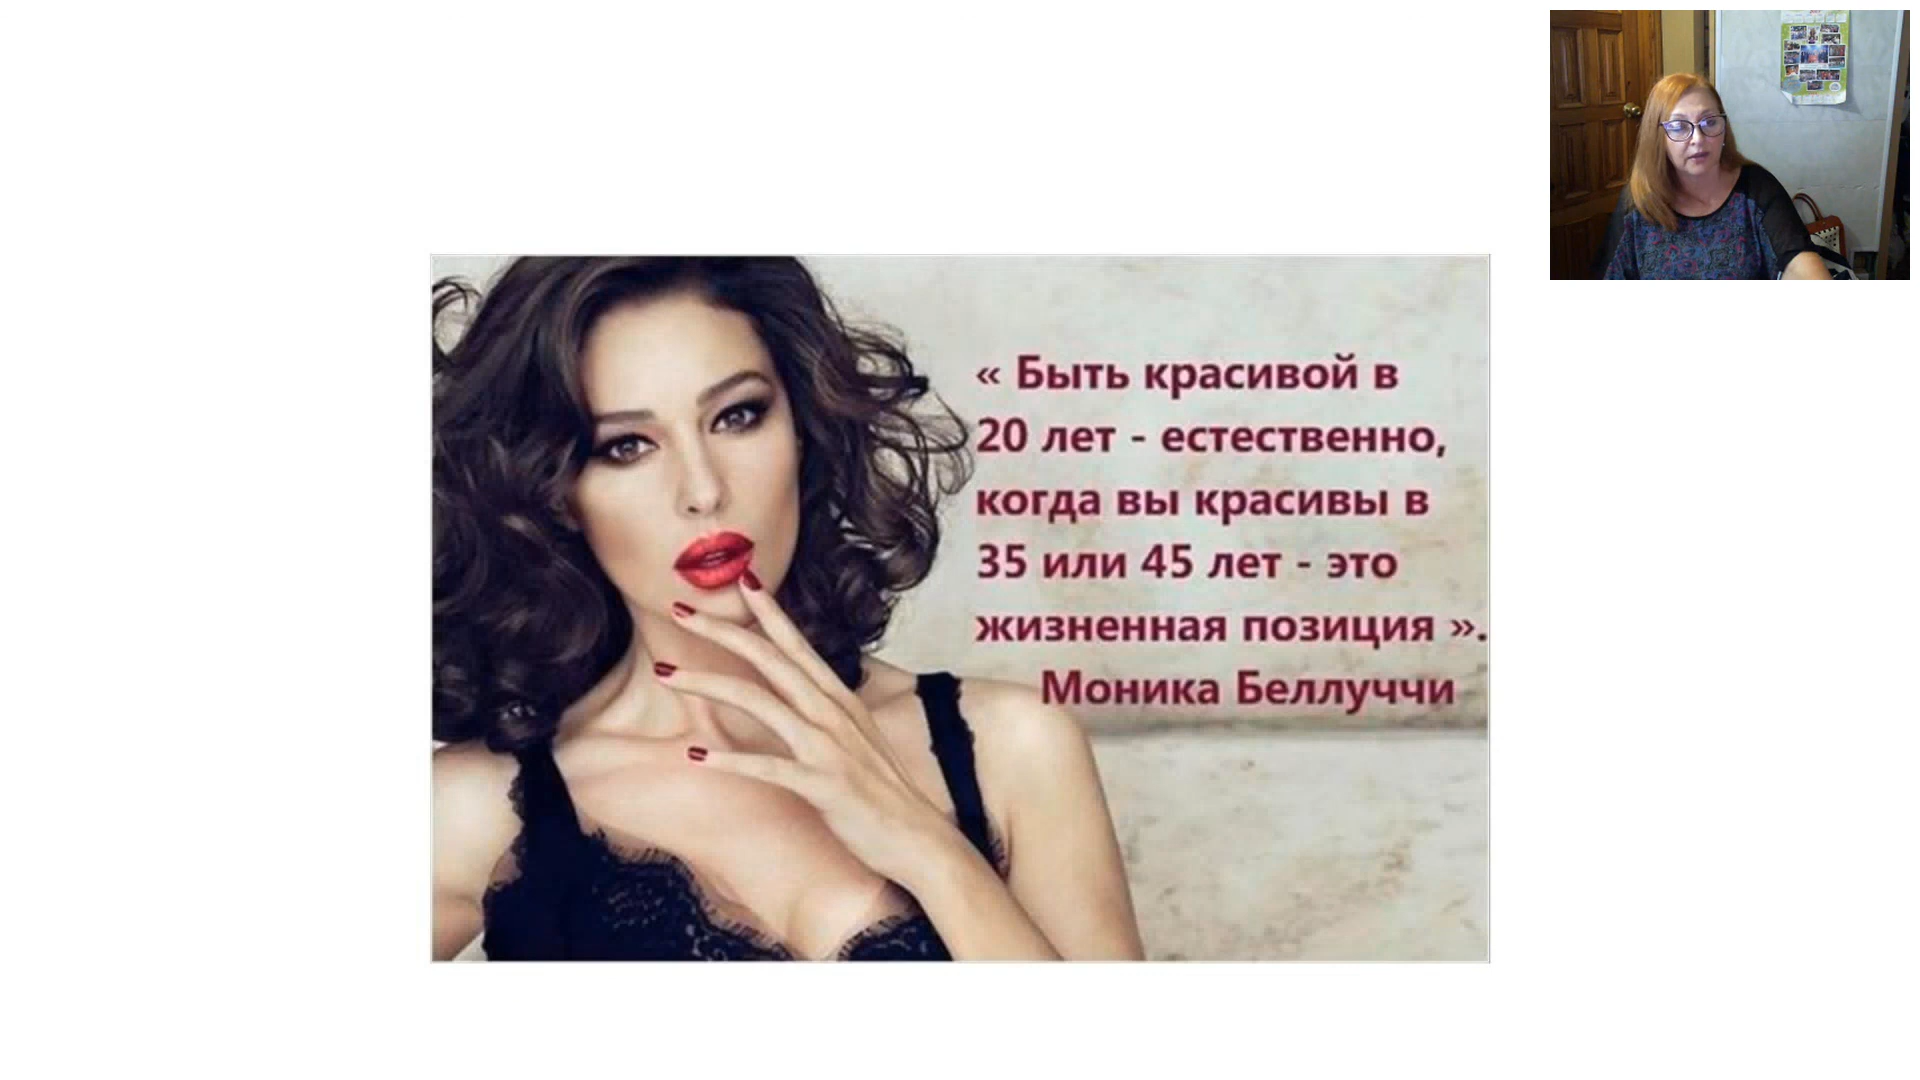 « Быть красивой в
20 лет - естественно,
когда вы красивы в
35 или 45 лет - это
жизненная позиция ».
Моника Беллуччи